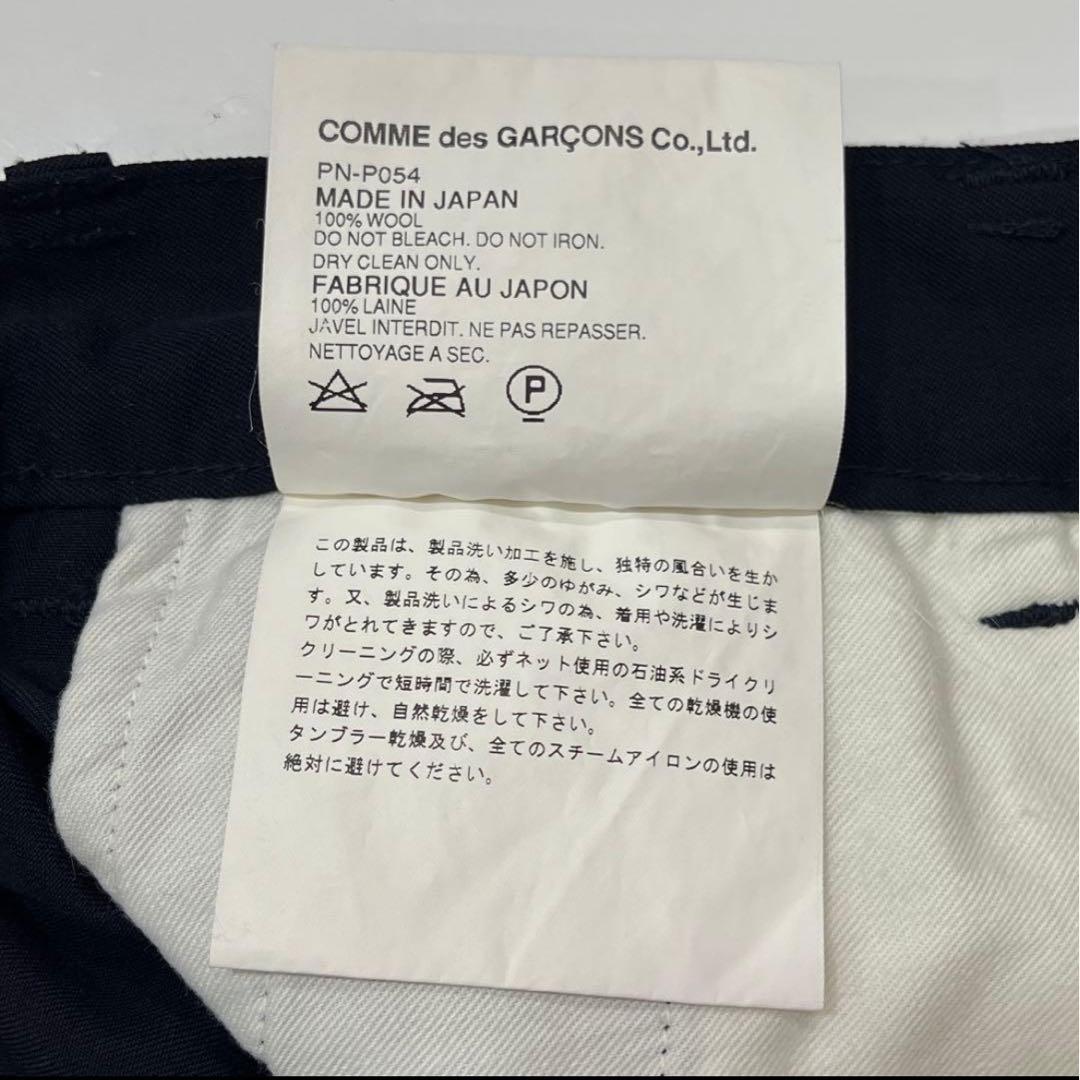 COMME des GARÇONS Co.,Ltd.
PN-P054
MADE IN JAPAN
100% WOOL
DO NOT BLEACH. DO NOT IRON.
DRY CLEAN ONLY.
FABRIQUE AU JAPON
100% LAINE
JAVEL INTERDIT. NE PAS REPASSER.
NETTOYAGE A SEC.
P
この製品は、製品洗い加工を施し、独特の風合いを生か
しています。その為、多少のゆがみ、シワなどが生じま
す。又、製品洗いによるシワの為、着用や洗濯によりシ
ワがとれてきますので、ご了承下さい。
クリーニングの際、必ずネット使用の石油系ドライクリ
ーニングで短時間で洗濯して下さい。全ての乾燥機の使
用は避け、自然乾燥をして下さい。
タンブラー乾燥及び、全てのスチームアイロンの使用は
絶対に避けてください。